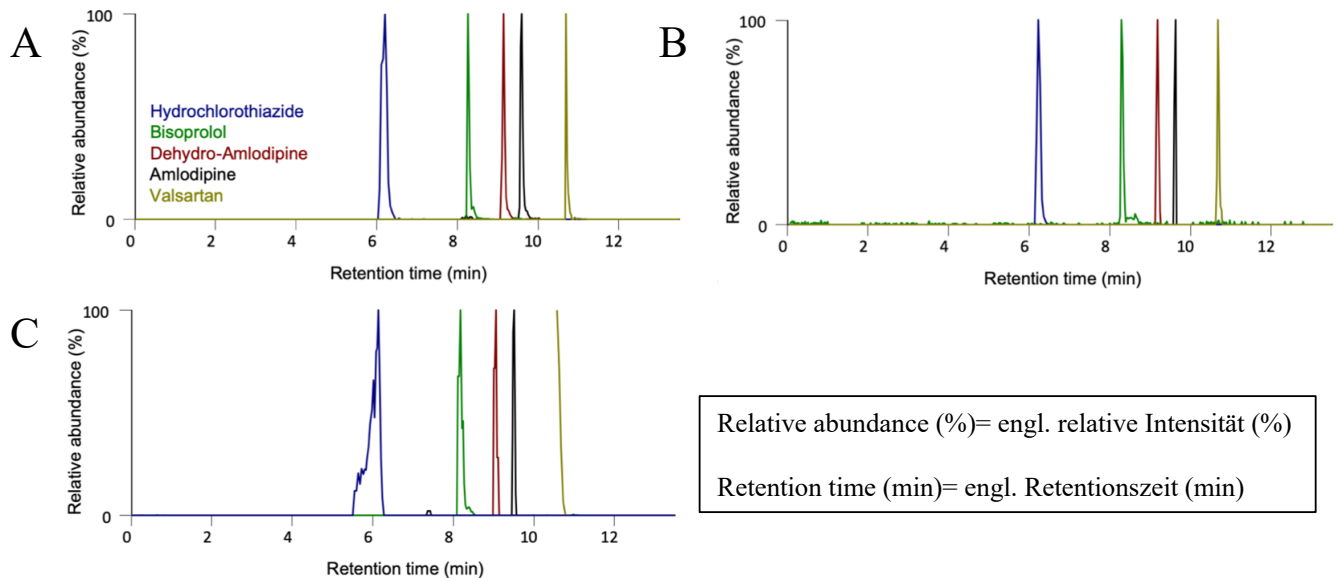 A
Relative abundance (%)
100
0
Hydrochlorothiazide
Bisoprolol
Dehydro-Amlodipine
Amlodipine
Valsartan
0 2 4 6 8 10 12
Retention time (min)
B
Relative abundance (%)
100
0
0 2 4 6 8 10 12
Retention time (min)
C
Relative abundance (%)
100
0
0 2 4 6 8 10 12
Retention time (min)
Relative abundance (%)= engl. relative Intensität (%)
Retention time (min)= engl. Retentionszeit (min)